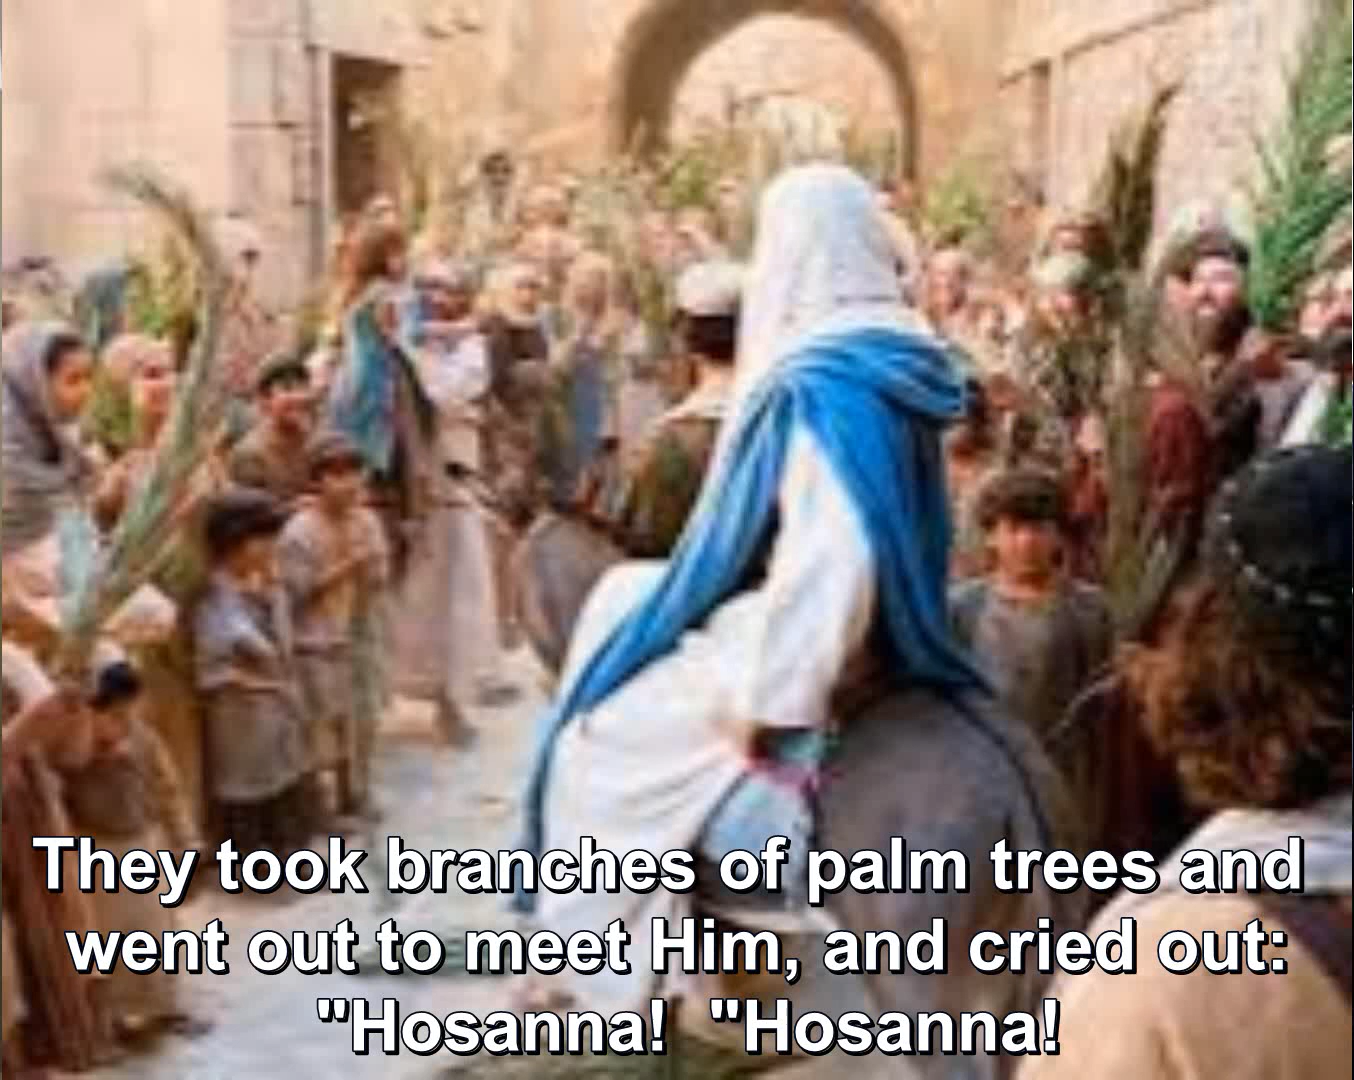 They took branches of palm trees and
went out to meet Him, and cried out:
"Hosanna!  "Hosanna!